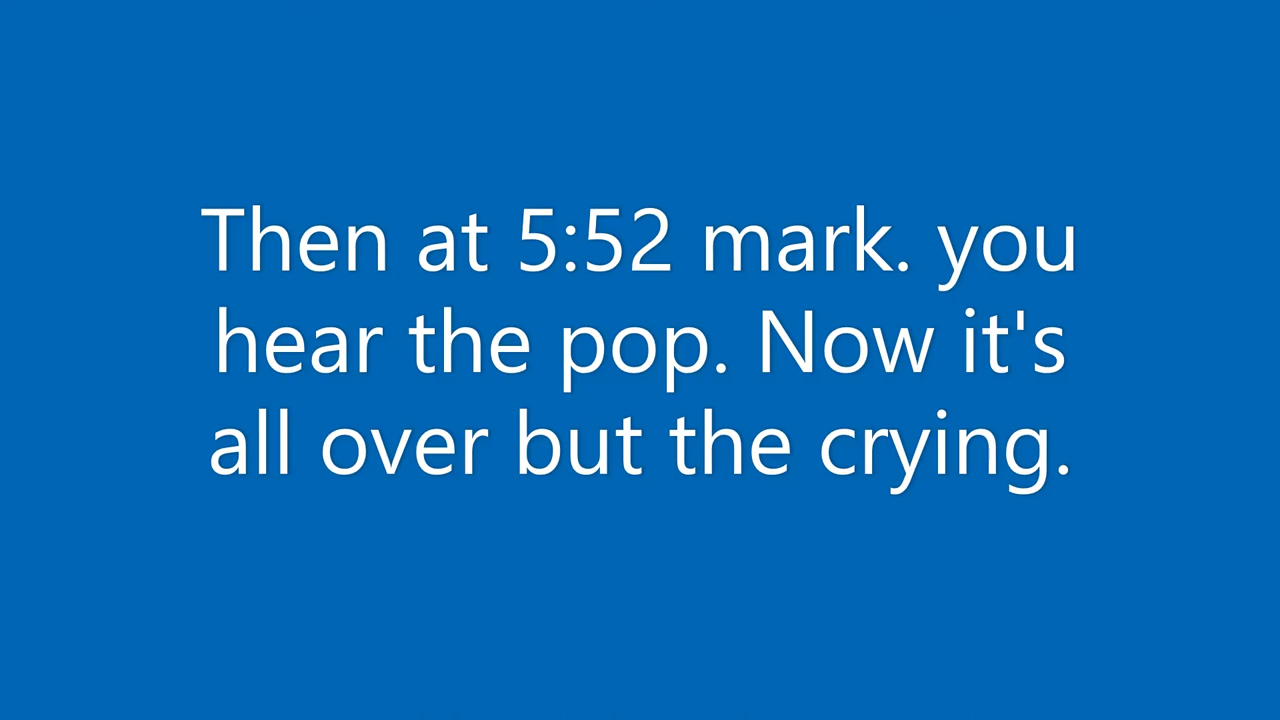 Then at 5:52 mark. you
hear the pop. Now it's
all over but the crying.